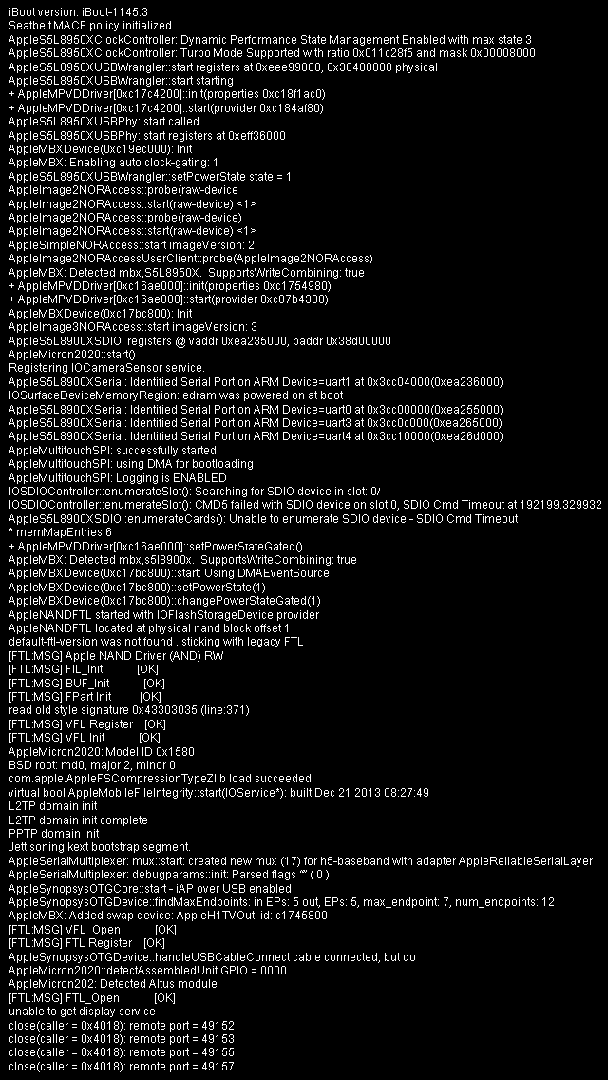 iBoot version: iBoot-1145.3
Seatbelt MACF policy initialized
AppleS5L8950XClockController: Dynamic Performance State Management Enabled with max state 3
AppleS5L8950XClockController: Turbo Mode Supported with ratio 0x011c28f5 and mask 0x00008000
AppleS5L8950XUSBWrangler::start registers at 0xeee99000, 0x00400000 physical
AppleS5L8950XUSBWrangler::start starting
+ AppleMPVDDriver[0xc17c4200]::init(properties 0xc18f1ac0)
+ AppleMPVDDriver[0xc17c4200]::start(provider 0xc184af80)
AppleS5L8950XUSBPhy: start called
AppleS5L8950XUSBPhy: start registers at 0xeff36000
AppleMBXDevice(0xc19ec000): Init
AppleMBX: Enabling auto clock-gating: 1
AppleS5L8950XUSBWrangler::setPowerState state = 1
AppleImage2NORAccess::probe(raw-device
AppleImage2NORAccess::start(raw-device) <1>
AppleImage2NORAccess::probe(raw-device)
AppleImage2NORAccess::start(raw-device) <1>
AppleSimpleNORAccess::start imageVersion: 2
AppleImage2NORAccessUserClient::probe(AppleImage2NORAccess)
AppleMBX: Detected mbx,S5L8950X. SupportsWriteCombining: true
+ AppleMPVDDriver[0xc16ae000]::init(properties 0xc1754980)
+ AppleMPVDDriver[0xc16ae000]::start(provider 0xc07b4000)
AppleMBXDevice(0xc17bc800): Init
AppleImage3NORAccess::start imageVersion: 3
AppleS5L8900XSDIO: registers @ vaddr 0xea235000, paddr 0x38d00000
AppleMicron2020::start()
Registering IOCameraSensor service.
AppleS5L8900XSerial: Identified Serial Port on ARM Device=uart1 at 0x3cc04000(0xea236000)
IOSurfaceDeviceMemoryRegion: edram was powered on at boot
AppleS5L8900XSerial: Identified Serial Port on ARM Device=uart0 at 0x3cc00000(0xea255000)
AppleS5L8900XSerial: Identified Serial Port on ARM Device=uart3 at 0x3cc0c000(0xea265000)
AppleS5L8900XSerial: Identified Serial Port on ARM Device=uart4 at 0x3cc10000(0xea26d000)
AppleMultitouchSPI: successfully started
AppleMultitouchSPI: using DMA for bootloading
AppleMultitouchSPI: Logging is ENABLED
IOSDIOController::enumerateSlot(): Searching for SDIO device in slot: 0/
IOSDIOController::enumerateSlot(): CMD5 failed with SDIO device on slot 0, SDIO Cmd Timeout at 192199.329932
AppleS5L8900XSDIO::enumerateCards(): Unable to enumerate SDIO device - SDIO Cmd Timeout
* memMapEntries 6
+ AppleMPVDDriver[0xc16ae000]::setPowerStateGated()
AppleMBX: Detected mbx,s5l8900x. SupportsWriteCombining: true
AppleMBXDevice(0xc17bc800)::start: Using DMAEventSource
AppleMBXDevice(0xc17bc800)::setPowerState(1)
AppleMBXDevice(0xc17bc800)::changePowerStateGated(1)
AppleNANDFTL started with IOFlashStorageDevice provider
AppleNANDFTL located at physical nand block offset 1
default-ftl-version was not found . sticking with legacy FTL
[FTL:MSG] Apple NAND Driver (AND) RW
[FTL:MSG] FIL_Init [OK]
[FTL:MSG] BUF_Init [OK]
[FTL:MSG] FPart Init [OK]
read old style signature 0x43303035 (line:371)
[FTL:MSG] VFL Register [OK]
[FTL:MSG] VFL Init [OK]
AppleMicron2020: Model ID 0x1580
BSD root: md0, major 2, minor 0
com.apple.AppleFSCompressionTypeZlib load succeeded
virtual bool AppleMobileFileIntegrity::start(IOService*): built Dec 21 2013 08:27:49
L2TP domain init
L2TP domain init complete
PPTP domain init
Jettisoning kext bootstrap segment.
AppleSerialMultiplexer: mux::start: created new mux (17) for h5-baseband with adapter AppleReliableSerialLayer
AppleSerialMultiplexer: debugparams::init: Parsed flags "" ( 0 )
AppleSynopsysOTGCore::start - iAP over USB enabled
AppleSynopsysOTGDevice::findMaxEndpoints: in EPs: 5 out, EPs: 5, max_endpoint: 7, num_endpoints: 12
AppleMBX: Added swap device: AppleH1TVOut id: c1746800
[FTL:MSG] VFL_Open [OK]
[FTL:MSG] FTL Register [OK]
AppleSynopsysOTGDevice::handleUSBCableConnect cable connected, but co
AppleMicron2020::detectAssembledUnit GPIO = 0000
AppleMicron202: Detected Altus module
[FTL:MSG] FTL_Open [OK]
unable to get display service
close(caller = 0x4018): remote port = 49152
close(caller = 0x4018): remote port = 49153
close(caller = 0x4018): remote port = 49155
close(caller = 0x4018): remote port = 49157